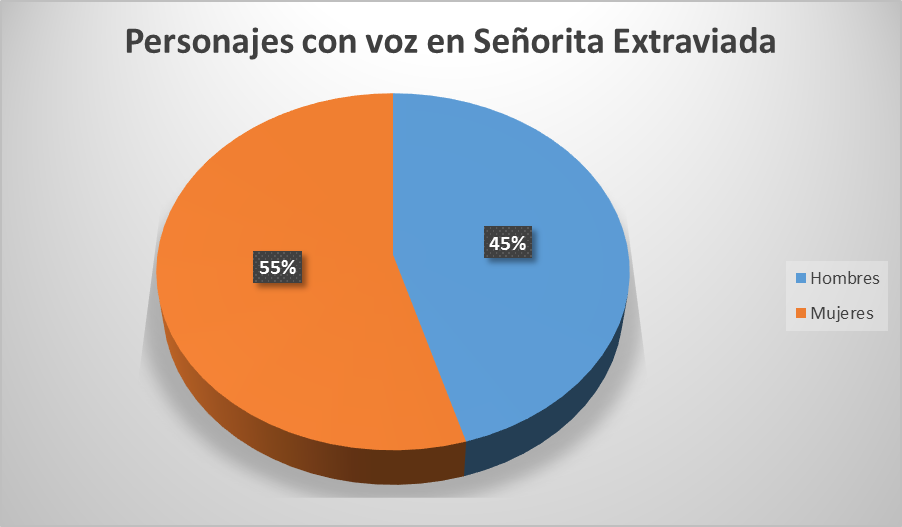 Personajes con voz en Señorita Extraviada
45%
55%
Hombres
Mujeres